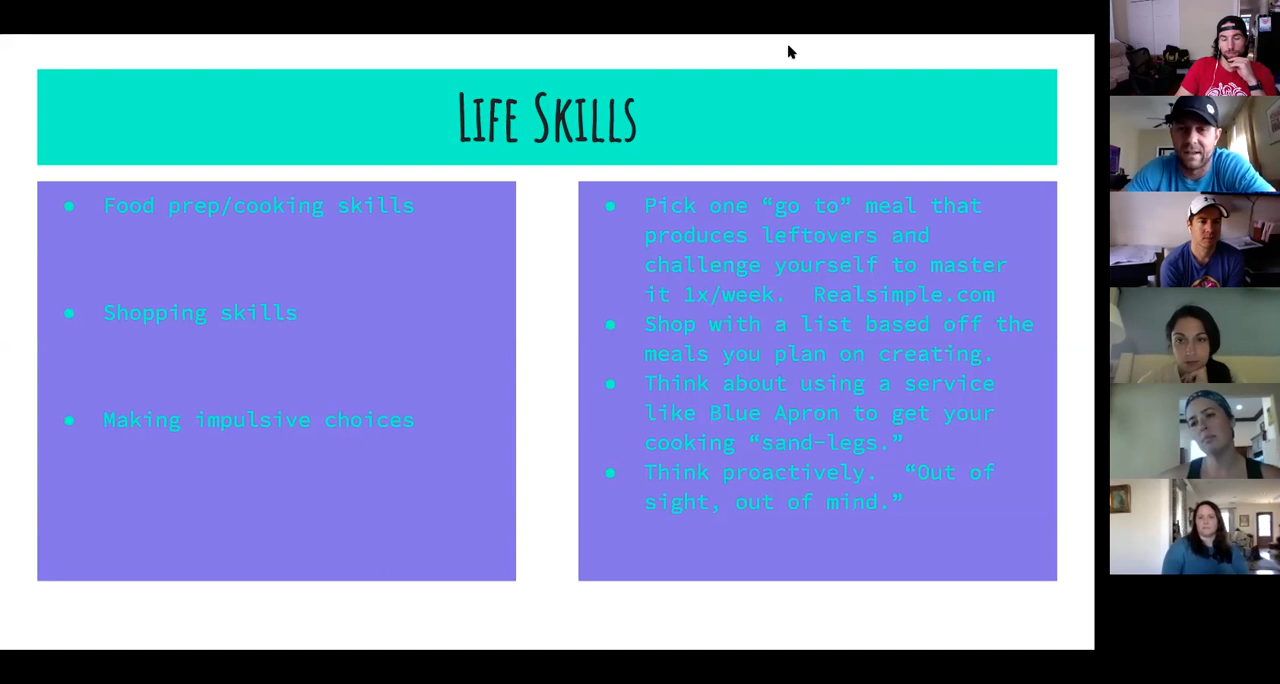 Life Skills
● Food prep/cooking skills
● Shopping skills
● Making impulsive choices
● Pick one “go to” meal that
produces leftovers and
challenge yourself to master
it 1x/week.  Realsimple.com
● Shop with a list based off the
meals you plan on creating.
● Think about using a service
like Blue Apron to get your
cooking “sand-legs.”
● Think proactively.  “Out of
sight, out of mind.”